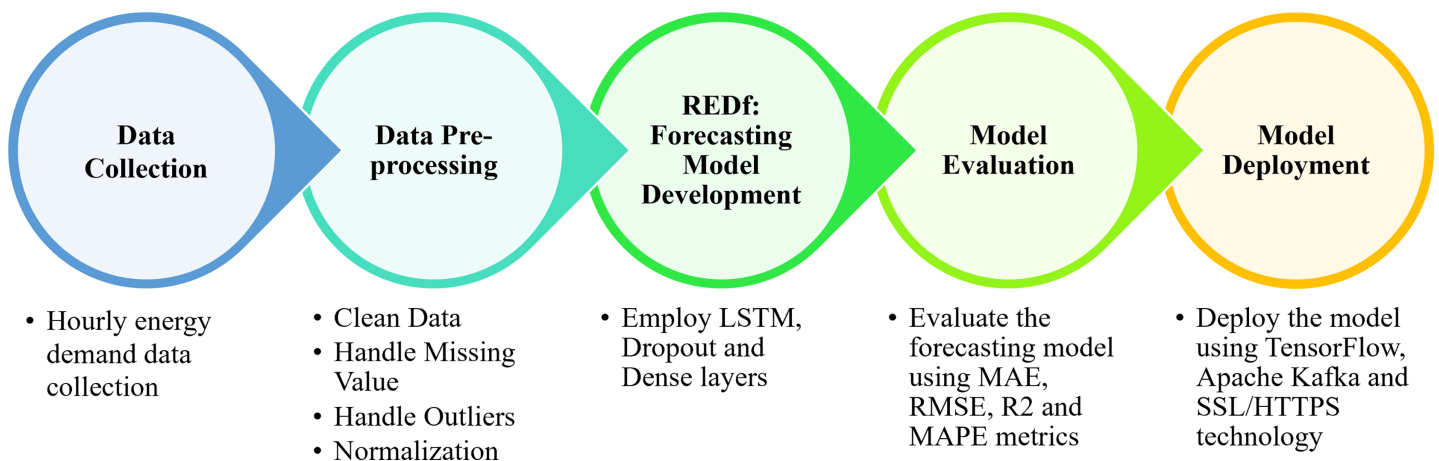 Data
Collection
Data Pre-
processing
REDf:
Forecasting
Model
Development
Model
Evaluation
Model
Deployment
• Hourly energy
demand data
collection
• Clean Data
• Handle Missing
Value
• Handle Outliers
• Normalization
• Employ LSTM,
Dropout and
Dense layers
• Evaluate the
forecasting model
using MAE,
RMSE, R2 and
MAPE metrics
• Deploy the model
using TensorFlow,
Apache Kafka and
SSL/HTTPS
technology